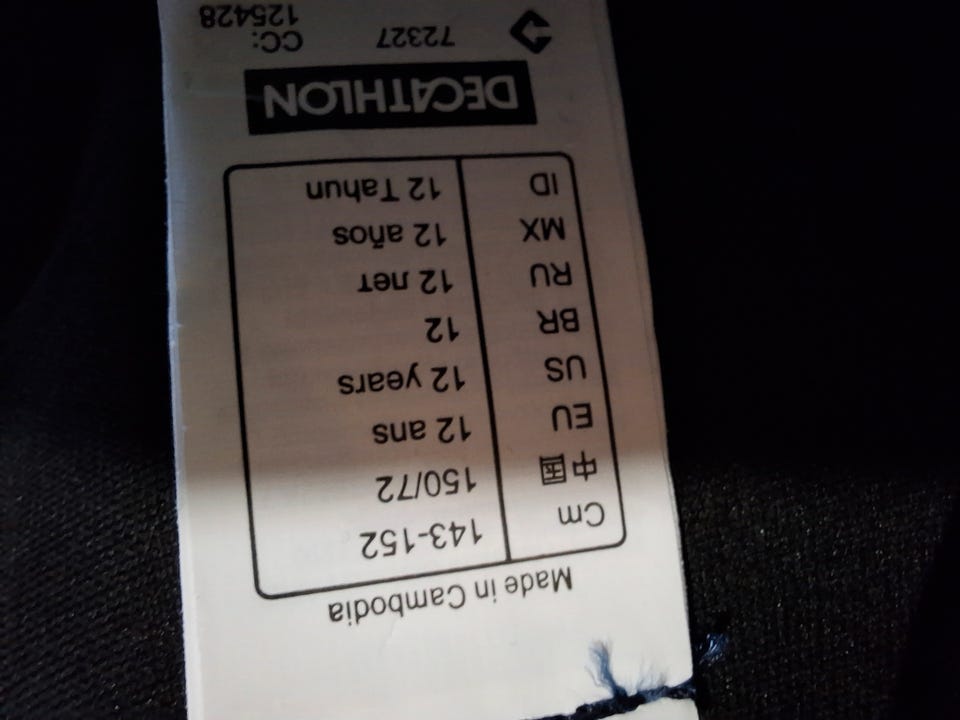 Made in Cambodia
Cm 143-152
中国 150/72
EU 12 ans
US 12 years
BR 12
RU 12 лет
MX 12 años
ID 12 Tahun
DECATHLON
72327 CC:
125428